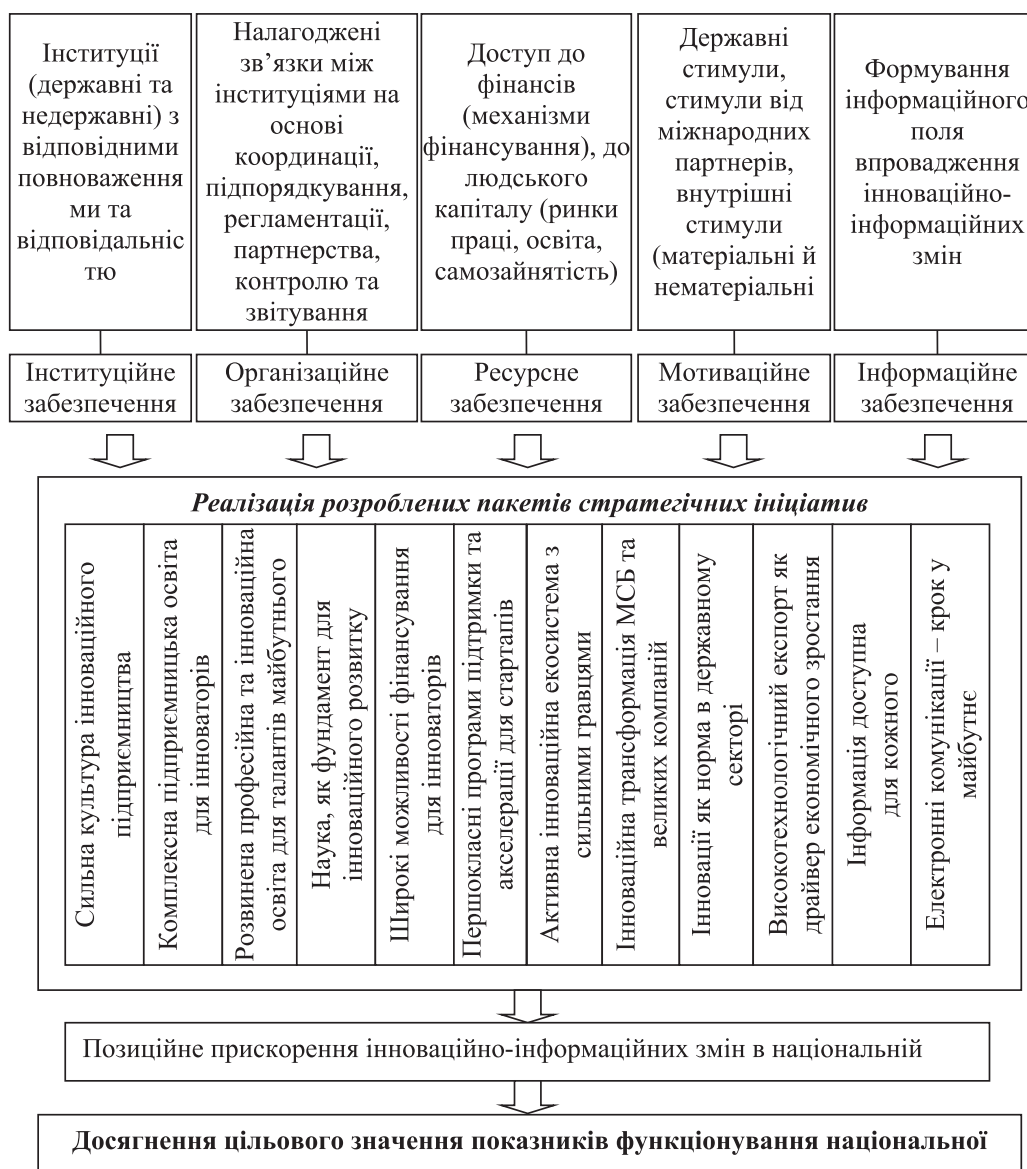 Інституції
(державні та
недержавні) з
відповідними
повноваження
ми та
відповідальніс
тю
Налагоджені
зв’язки між
інституціями на
основі
координації,
підпорядкування,
регламентації,
партнерства,
контролю та
звітування
Доступ до
фінансів
(механізми
фінансування), до
людського
капіталу (ринки
праці, освіта,
самозайнятість)
Державні
стимули,
стимули від
міжнародних
партнерів,
внутрішні
стимули
(матеріальні й
нематеріальні
Формування
інформаційного
поля
впровадження
інноваційно-
інформаційних
змін
Інституційне
забезпечення
Організаційне
забезпечення
Ресурсне
забезпечення
Мотиваційне
забезпечення
Інформаційне
забезпечення
Реалізація розроблених пакетів стратегічних ініціатив
Сильна культура інноваційного
підприємництва
Комплексна підприємницька освіта
для інноваторів
Розвинена професійна та інноваційна
освіта для талантів майбутнього
Наука, як фундамент для
інноваційного розвитку
Широкі можливості фінансування
для інноваторів
Першокласні програми підтримки та
акселерації для стартапів
Активна інноваційна екосистема з
сильними гравцями
Інноваційна трансформація МСБ та
великих компаній
Інновації як норма в державному
секторі
Високотехнологічний експорт як
драйвер економічного зростання
Інформація доступна
для кожного
Електронні комунікації – крок у
майбутнє
Позиційне прискорення інноваційно-інформаційних змін в національній
Досягнення цільового значення показників функціонування національної